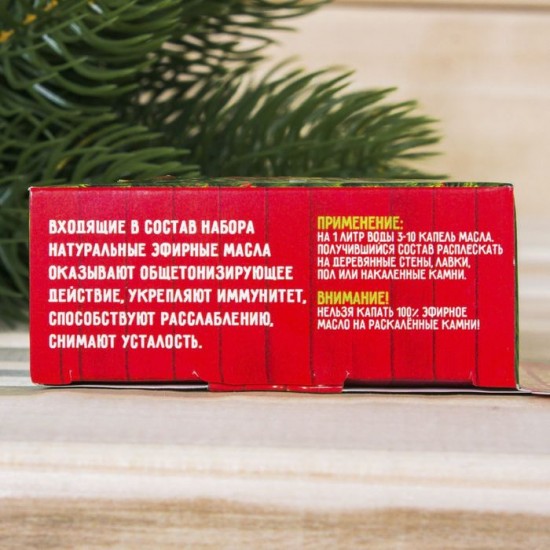 ВХОДЯЩИЕ В СОСТАВ НАБОРА
НАТУРАЛЬНЫЕ ЭФИРНЫЕ МАСЛА
ОКАЗЫВАЮТ ОБЩЕТОНИЗИРУЮЩЕЕ
ДЕЙСТВИЕ, УКРЕПЛЯЮТ ИММУНИТЕТ,
СПОСОБСТВУЮТ РАССЛАБЛЕНИЮ,
СНИМАЮТ УСТАЛОСТЬ.
ПРИМЕНЕНИЕ:
НА 1 ЛИТР ВОДЫ 3-10 КАПЕЛЬ МАСЛА.
ПОЛУЧИВШИЙСЯ СОСТАВ РАСПЛЕСКАТЬ
НА ДЕРЕВЯННЫЕ СТЕНЫ, ЛАВКИ,
ПОЛ ИЛИ НАКАЛЕННЫЕ КАМНИ.
ВНИМАНИЕ!
НЕЛЬЗЯ КАПАТЬ 100% ЭФИРНОЕ
МАСЛО НА РАСКАЛЁННЫЕ КАМНИ!